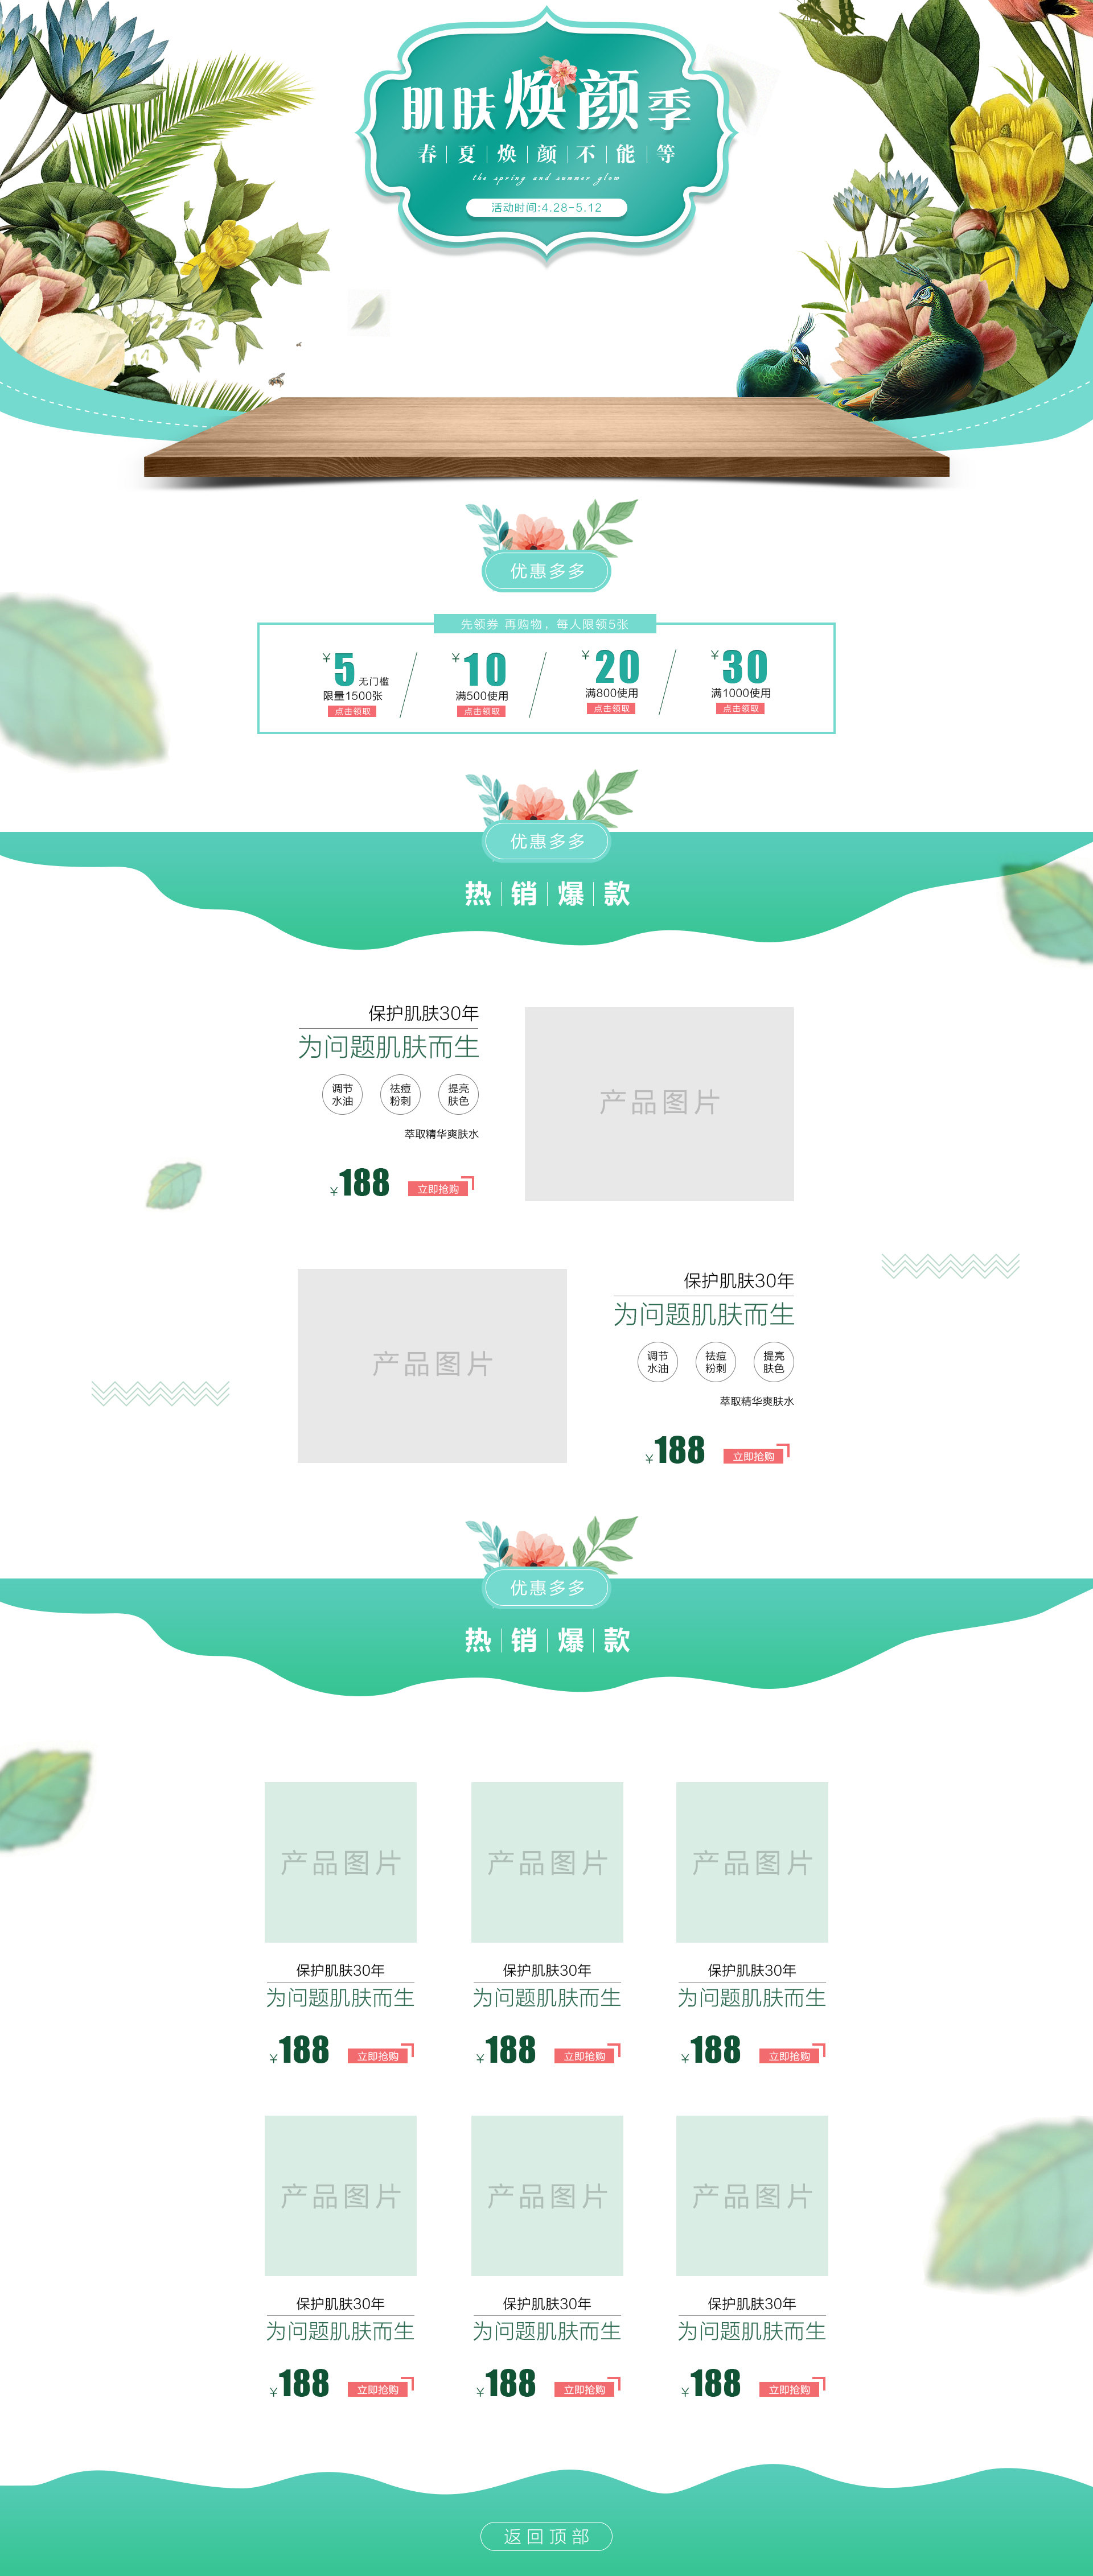 肌肤焕颜季
春夏焕颜不能等
the spring and summer glow
活动时间:4.28-5.12
优惠多多
先领券 再购物，每人限领5张
¥5 无门槛
限量1500张
点击领取
¥10
满500使用
点击领取
¥20
满800使用
点击领取
¥30
满1000使用
点击领取
优惠多多
热销爆款
保护肌肤30年
为问题肌肤而生
调节水油
祛痘粉刺
提亮肤色
萃取精华爽肤水
¥188 立即抢购
产品图片
产品图片
保护肌肤30年
为问题肌肤而生
调节水油
祛痘粉刺
提亮肤色
萃取精华爽肤水
¥188 立即抢购
优惠多多
热销爆款
产品图片
保护肌肤30年
为问题肌肤而生
¥188 立即抢购
产品图片
保护肌肤30年
为问题肌肤而生
¥188 立即抢购
产品图片
保护肌肤30年
为问题肌肤而生
¥188 立即抢购
产品图片
保护肌肤30年
为问题肌肤而生
¥188 立即抢购
产品图片
保护肌肤30年
为问题肌肤而生
¥188 立即抢购
产品图片
保护肌肤30年
为问题肌肤而生
¥188 立即抢购
返回顶部